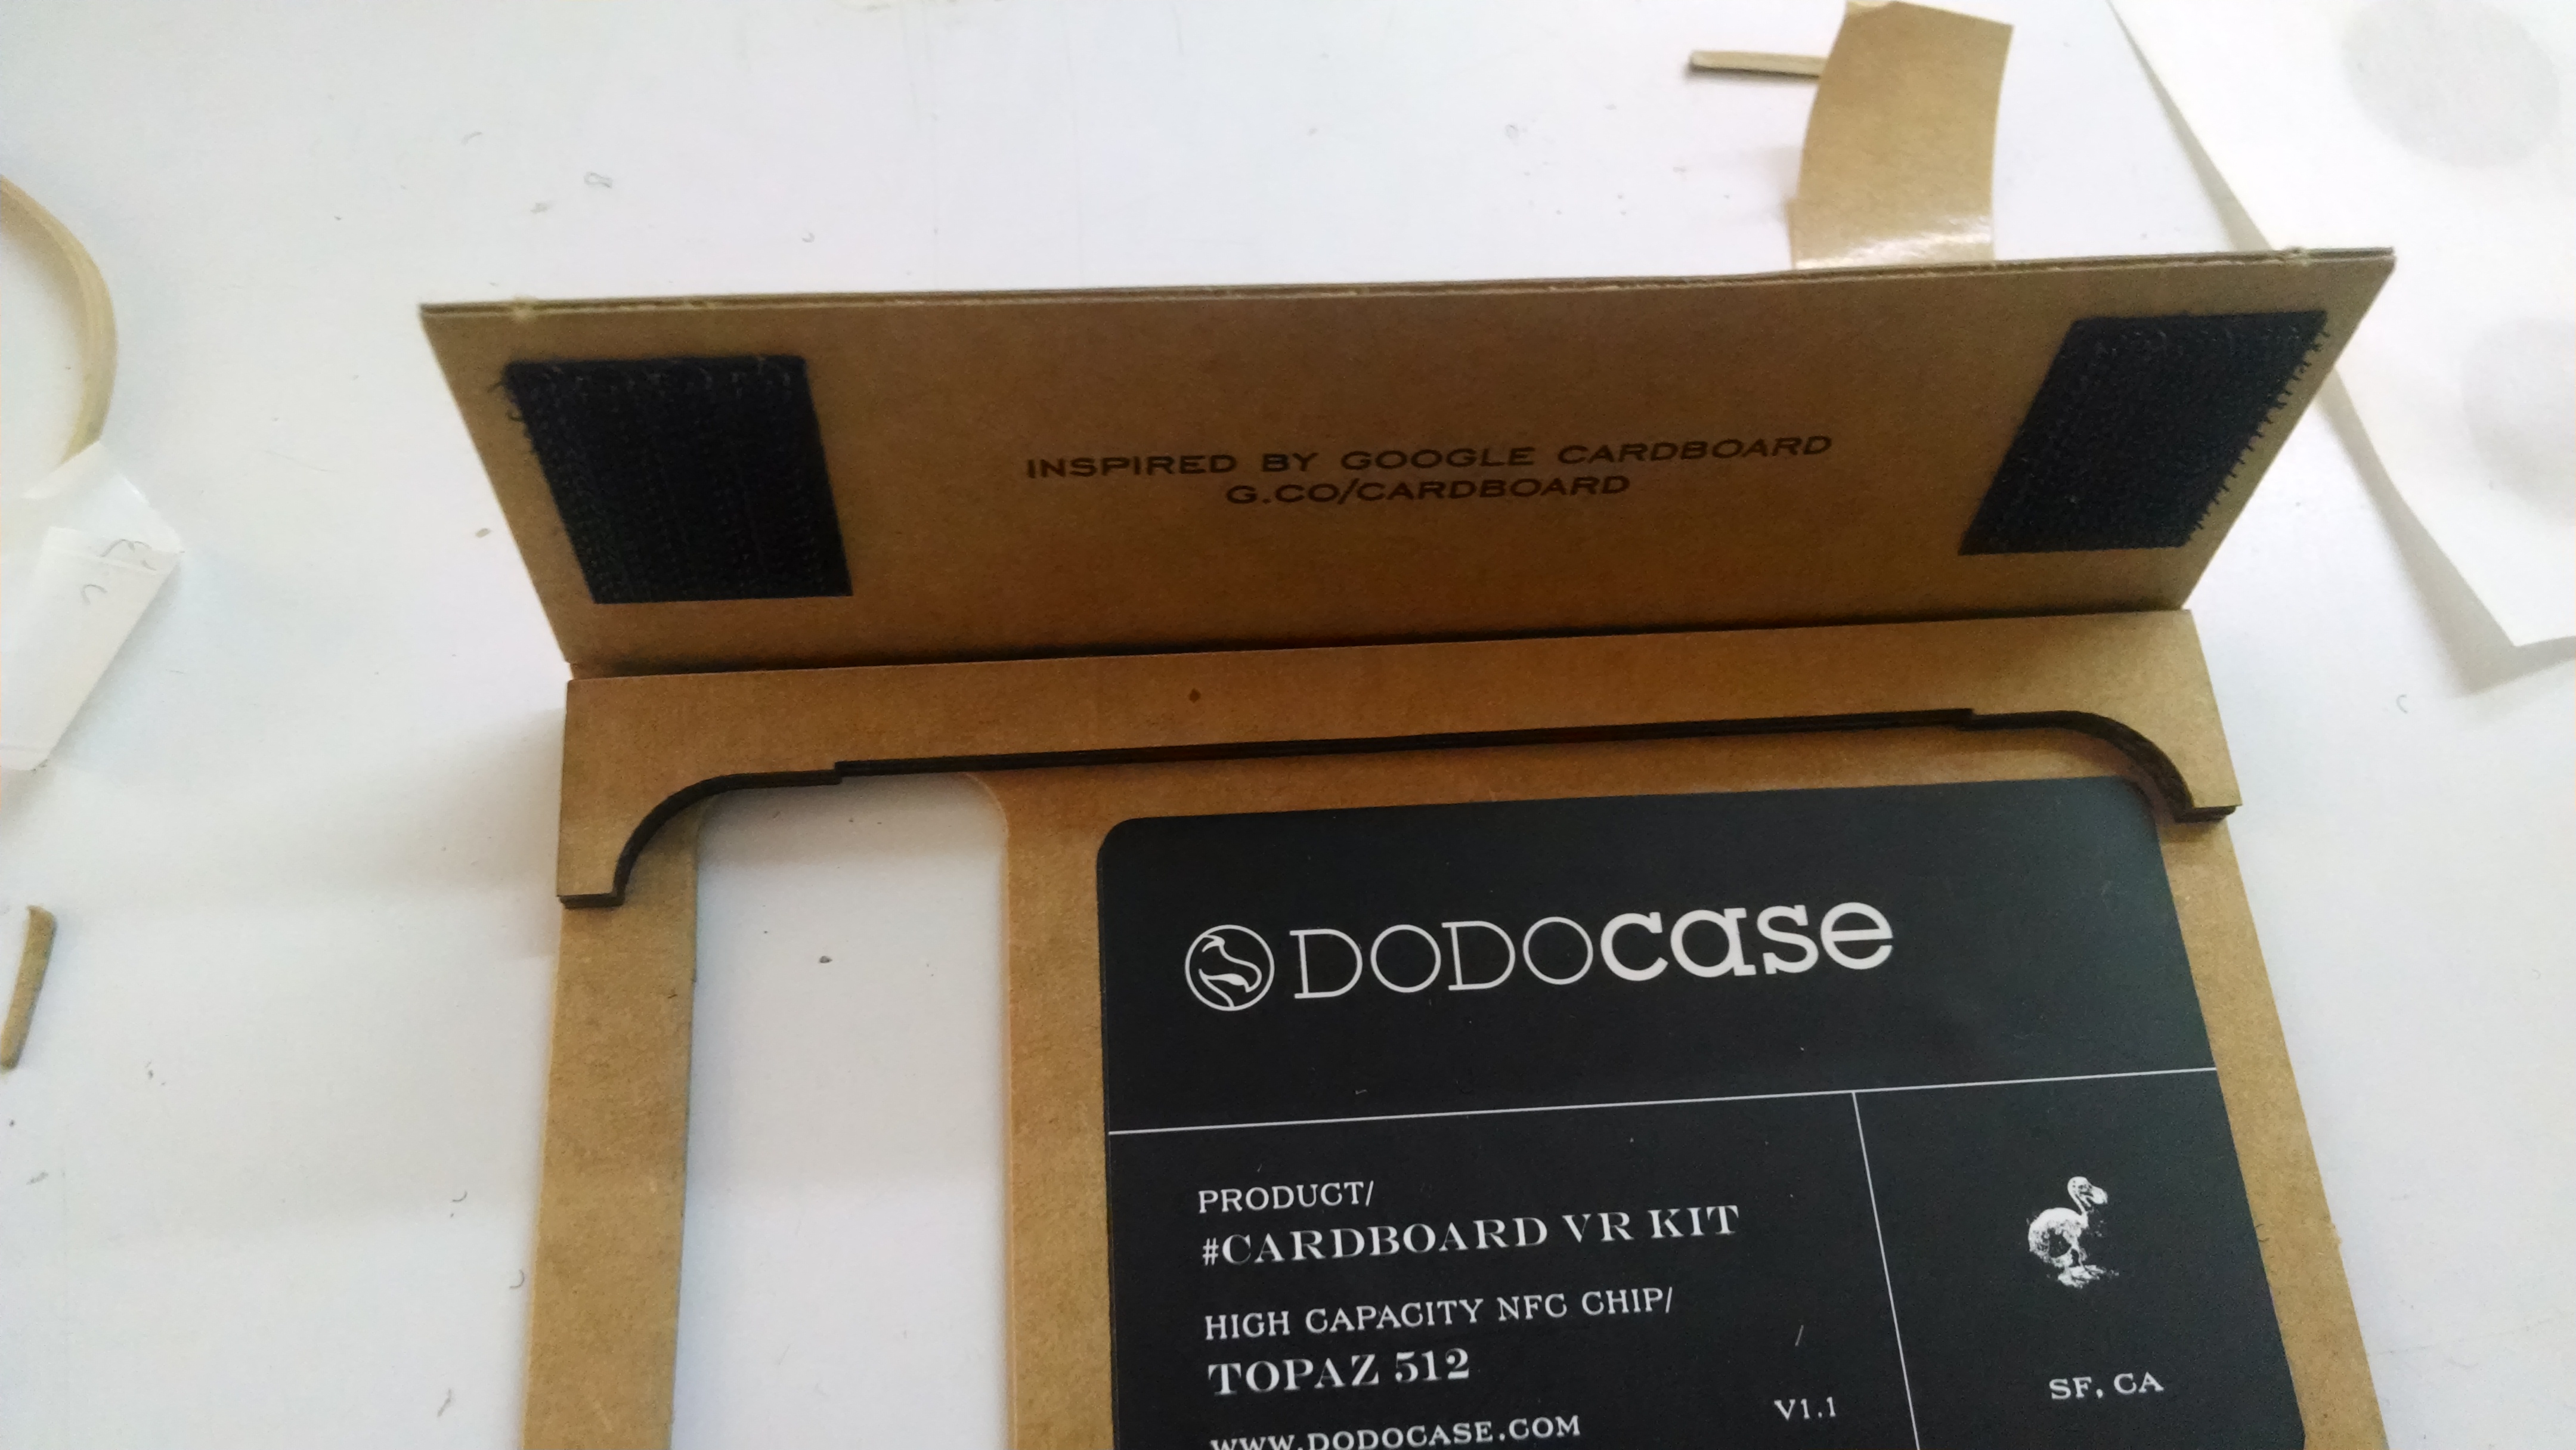 INSPIRED BY GOOGLE CARDBOARD
G.CO/CARDBOARD
DODOcase
PRODUCT/
#CARDBOARD VR KIT
HIGH CAPACITY NFC CHIP/
TOPAZ 512
WWW.DODOCASE.COM
V1.1
SF, CA